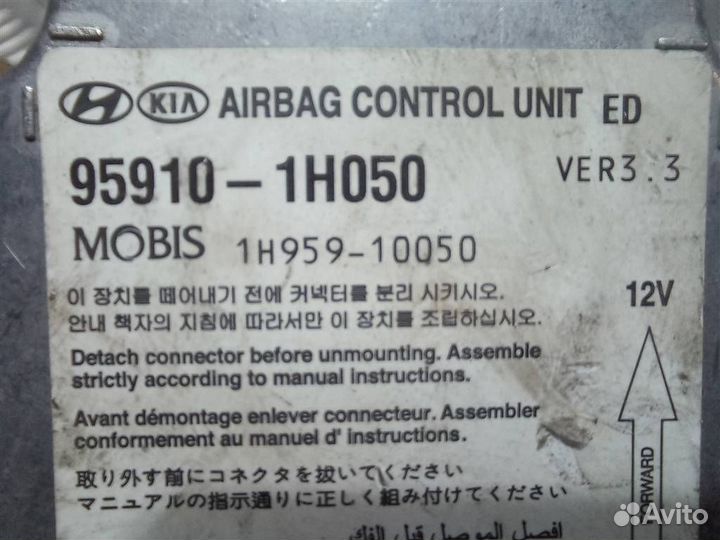 KIA AIRBAG CONTROL UNIT ED
95910-1H050
VER3.3
MOBIS 1H959-10050
이 장치를 떼어내기 전에 커넥터를 분리 시키시오.
안내 책자의 지침에 따라서만 이 장치를 조립하십시오.
12V
Detach connector before unmounting. Assemble
strictly according to manual instructions.
Avant démontage enlever connecteur. Assembler
conformement au manuel d' instructions.
取り外す前にコネクタを抜いてください
マニュアルの指示通りに正しく組み付けてください
FORWARD
افصل الموصل قبل الفك
Avito